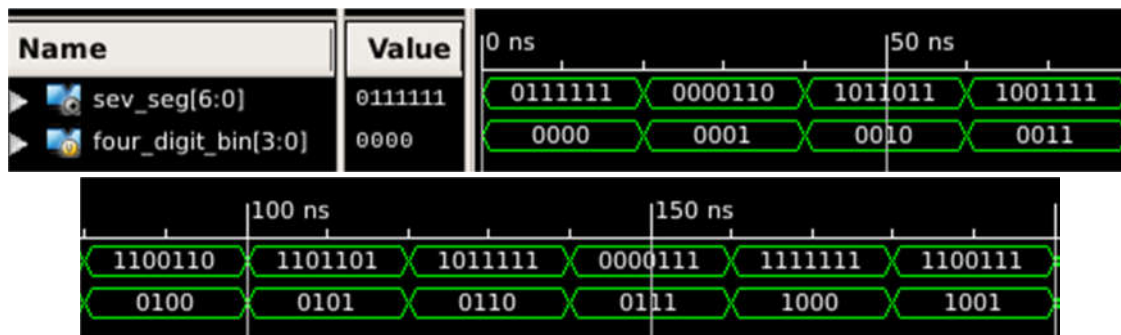 Name Value 0 ns 50 ns
sev_seg[6:0] 0111111 0111111 0000110 1011011 1001111
four_digit_bin[3:0] 0000 0000 0001 0010 0011
100 ns 150 ns
1100110 1101101 1011111 0000111 1111111 1100111
0100 0101 0110 0111 1000 1001